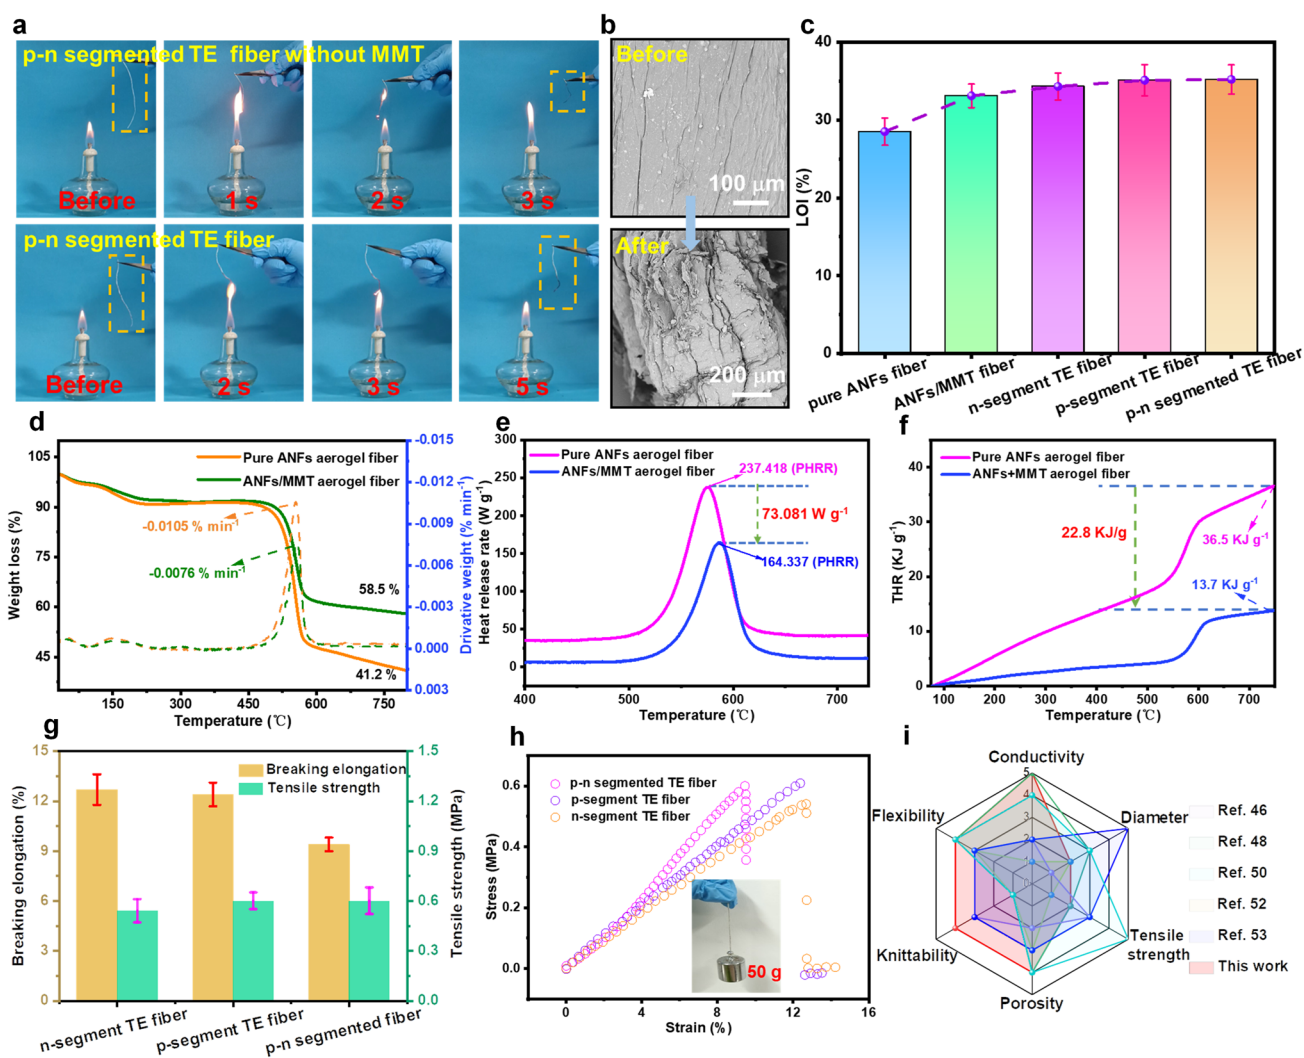 a
p-n segmented TE fiber without MMT
Before
1 s
2 s
3 s
p-n segmented TE fiber
Before
2 s
3 s
5 s
b
Before
100 μm
After
200 μm
c
LOI (%)
40
30
20
10
0
pure ANFs fiber
ANFs/MMT fiber
n-segment TE fiber
p-segment TE fiber
p-n segmented TE fiber
d
Weight loss (%)
105
90
75
60
45
Pure ANFs aerogel fiber
ANFs/MMT aerogel fiber
-0.0105 % min-1
-0.0076 % min-1
58.5 %
41.2 %
-0.015
-0.012
-0.009
-0.006
-0.003
0.000
0.003
Drivative weight (% min-1)
150
300
450
600
750
Temperature (℃)
e
Heat release rate (W g-1)
300
250
200
150
100
50
0
Pure ANFs aerogel fiber
ANFs/MMT aerogel fiber
237.418 (PHRR)
73.081 W g-1
164.337 (PHRR)
400
500
600
700
Temperature (℃)
f
THR (KJ g-1)
40
30
20
10
0
Pure ANFs aerogel fiber
ANFs+MMT aerogel fiber
22.8 KJ/g
36.5 KJ g-1
13.7 KJ g-1
100
200
300
400
500
600
700
Temperature (℃)
g
Breaking elongation (%)
15
12
9
6
3
0
Breaking elongation
Tensile strength
1.5
1.2
0.9
0.6
0.3
0.0
Tensile strength (MPa)
n-segment TE fiber
p-segment TE fiber
p-n segmented fiber
h
Stress (MPa)
0.6
0.4
0.2
0.0
p-n segmented TE fiber
p-segment TE fiber
n-segment TE fiber
50 g
0
4
8
12
16
Strain (%)
i
Conductivity
Diameter
Tensile
strength
Porosity
Knittability
Flexibility
5
4
3
2
1
0
Ref. 46
Ref. 48
Ref. 50
Ref. 52
Ref. 53
This work